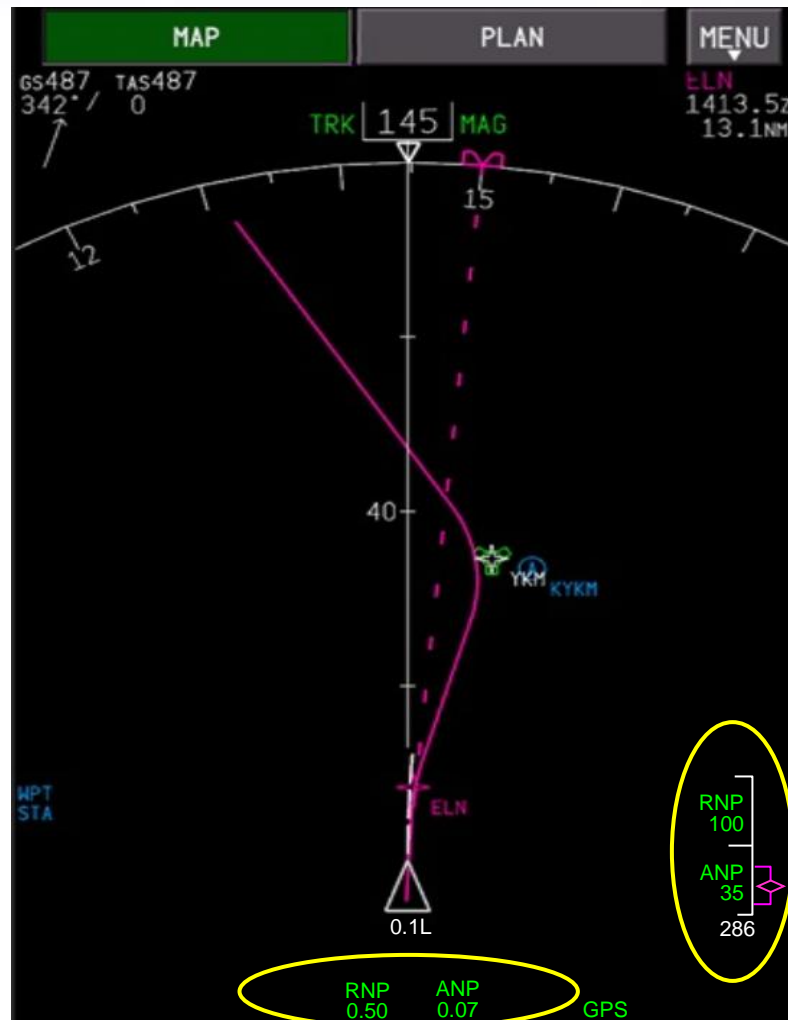 MAP PLAN MENU
GS487 TAS487 ELN
342°/ 0 1413.5Z
TRK 145 MAG 13.1NM
15
12
40
YKM
KYKM
WPT
STA
ELN
RNP
100
ANP
35
286
0.1L
RNP ANP
0.50 0.07 GPS